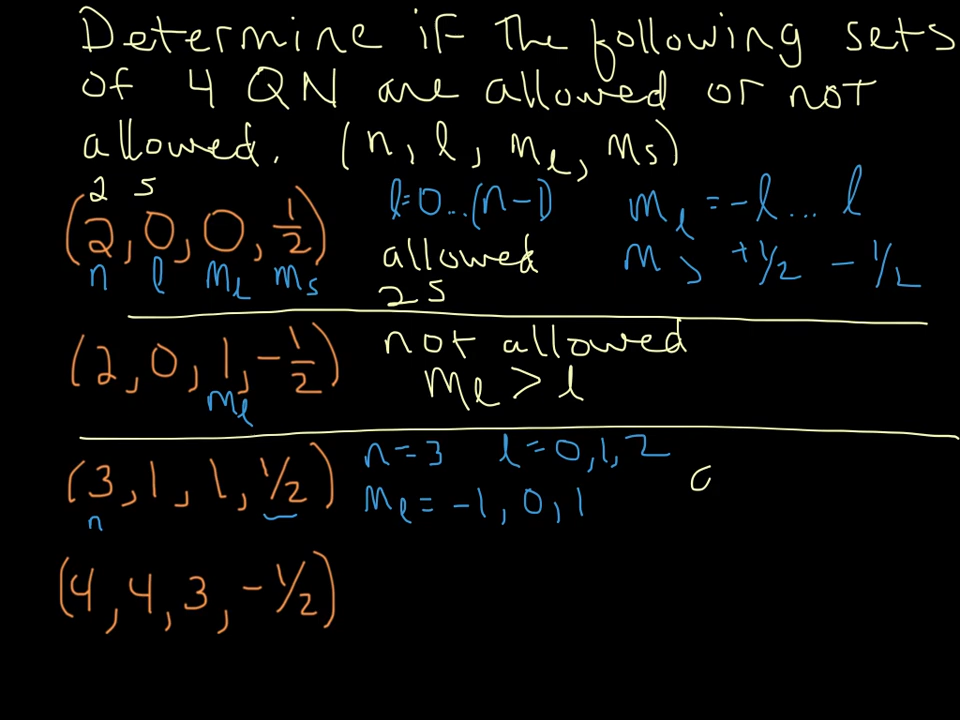 Determine if the following sets
of 4 QN are allowed or not
allowed. (n, l, ml, ms)
2 s
(2, 0, 0, 1/2) l=0...(n-1) ml = -l... l
n l ml ms allowed ms +1/2 -1/2
2s
(2, 0, 1, -1/2) not allowed
ml ml > l
(3, 1, 1, 1/2) n=3 l=0,1,2
n ml = -1, 0, 1
(4, 4, 3, -1/2)